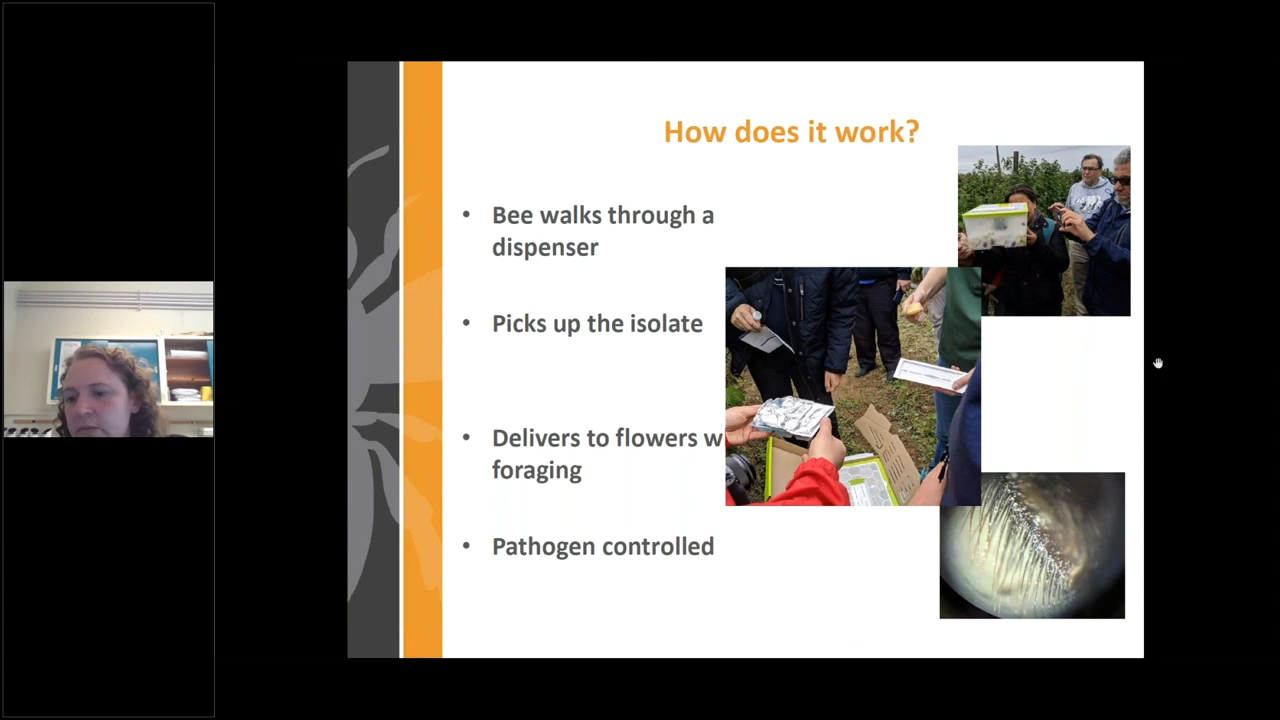 How does it work?
• Bee walks through a
dispenser
• Picks up the isolate
• Delivers to flowers w
foraging
• Pathogen controlled